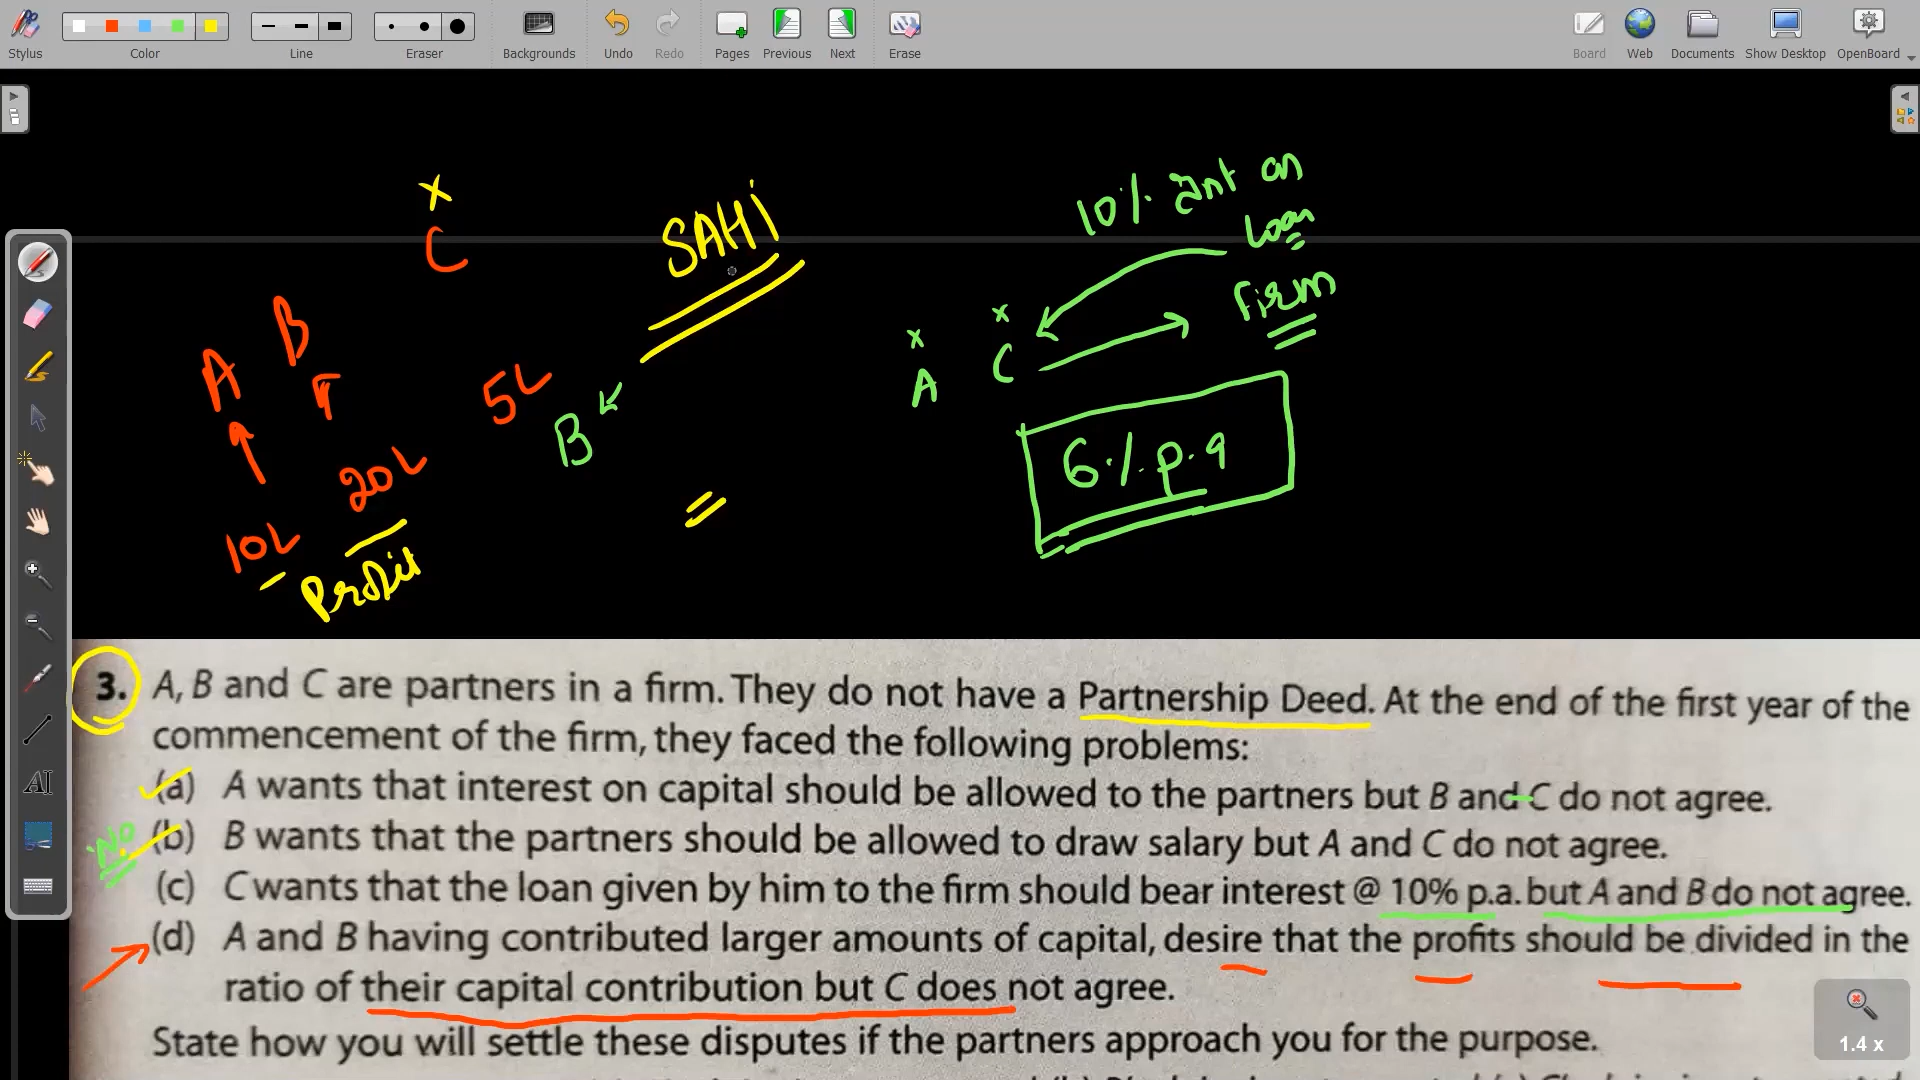 Stylus
Color
Line
Eraser
Backgrounds
Undo
Redo
Pages
Previous
Next
Erase
Board
Web
Documents
Show Desktop
OpenBoard
x
C
SAHi
10% Int on
loan
Firm
A
B
x
A
x
C
5L
B
6%.p.a
20L
10L
Profit
3. A, B and C are partners in a firm. They do not have a Partnership Deed. At the end of the first year of the
commencement of the firm, they faced the following problems:
(a) A wants that interest on capital should be allowed to the partners but B and C do not agree.
No
(b) B wants that the partners should be allowed to draw salary but A and C do not agree.
(c) C wants that the loan given by him to the firm should bear interest @ 10% p.a. but A and B do not agree.
(d) A and B having contributed larger amounts of capital, desire that the profits should be divided in the
ratio of their capital contribution but C does not agree.
State how you will settle these disputes if the partners approach you for the purpose.
AI
1.4 x